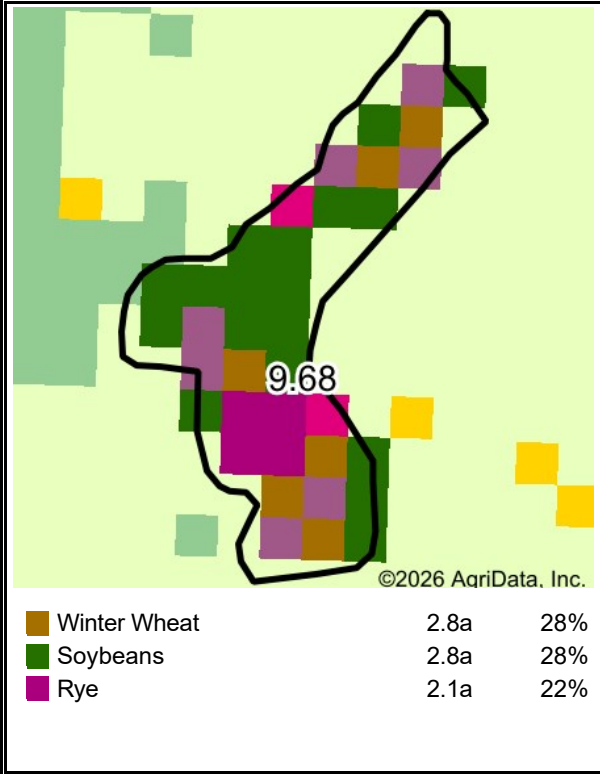 9.68
©2026 AgriData, Inc.
Winter Wheat 2.8a 28%
Soybeans 2.8a 28%
Rye 2.1a 22%